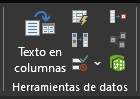 Texto en
columnas
Herramientas de datos